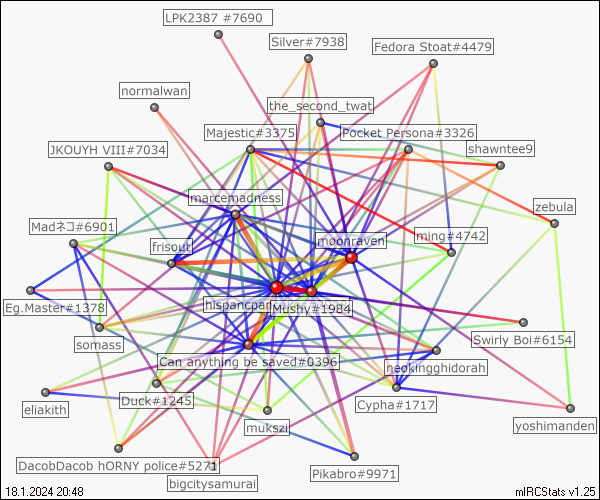 LPK2387 #7690
Silver#7938
Fedora Stoat#4479
normalwan
the_second_twat
Majestic#3375
Pocket Persona#3326
JKOUYH VIII#7034
shawntee9
marcemadness
zebula
Madネコ#6901
moonraven
ming#4742
frisout
Eg.Master#1378
hispancpan
Mushy#1984
somass
Swirly Boi#6154
Can anything be saved#0396
neokingghidorah
eliakith
Duck#1245
Cypha#1717
mukszi
yoshimanden
DacobDacob hORNY police#5271
Pikabro#9971
bigcitysamurai
18.1.2024 20:48
mIRCStats v1.25